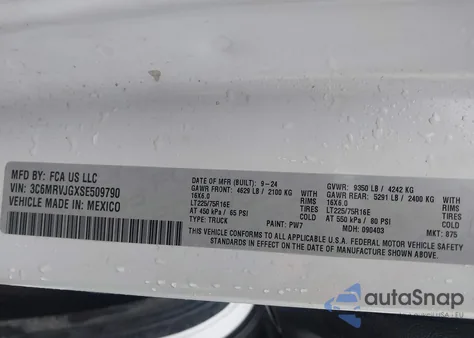 MFD BY: FCA US LLC
VIN: 3C6MRVJGXSE509790
VEHICLE MADE IN: MEXICO
DATE OF MFR (BUILT): 9-24
GAWR FRONT: 4629 LB / 2100 KG
16X6.0 RIMS
LT225/75R16E TIRES
AT 450 kPa / 65 PSI
TYPE: TRUCK
PAINT: PW7
GVWR: 9350 LB / 4242 KG
GAWR REAR: 5291 LB / 2400 KG
16X6.0 RIMS
LT225/75R16E TIRES
AT 550 kPa / 80 PSI
MDH: 090403
MKT: 875
THIS VEHICLE CONFORMS TO ALL APPLICABLE U.S.A. FEDERAL MOTOR VEHICLE SAFETY
STANDARDS IN EFFECT ON THE DATE OF MANUFACTURE SHOWN ABOVE.
autoSnap